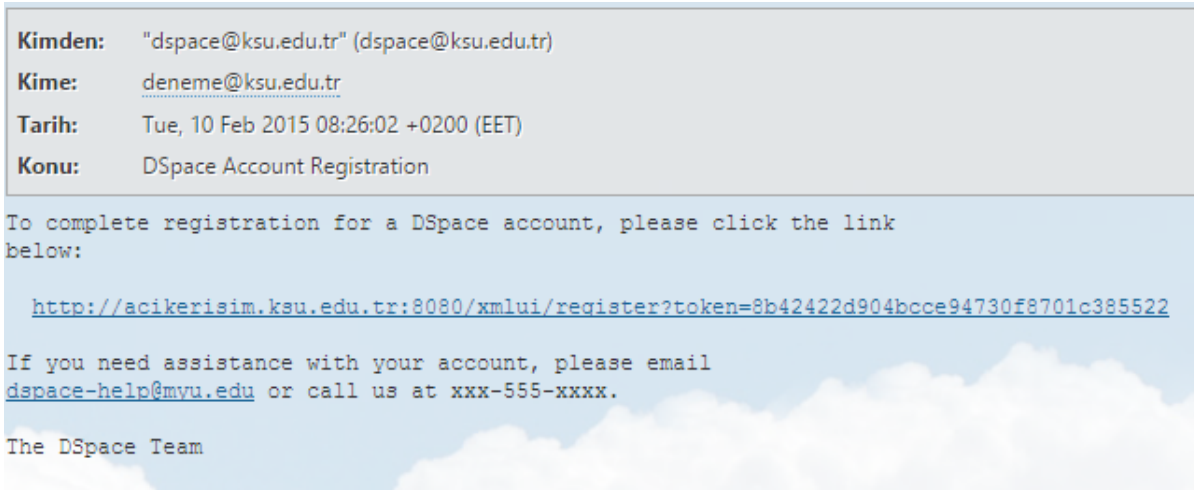 Kimden: "dspace@ksu.edu.tr" (dspace@ksu.edu.tr)
Kime: deneme@ksu.edu.tr
Tarih: Tue, 10 Feb 2015 08:26:02 +0200 (EET)
Konu: DSpace Account Registration
To complete registration for a DSpace account, please click the link
below:
http://acikerisim.ksu.edu.tr:8080/xmlui/register?token=8b42422d904bcce94730f8701c385522
If you need assistance with your account, please email
dspace-help@myu.edu or call us at xxx-555-xxxx.
The DSpace Team